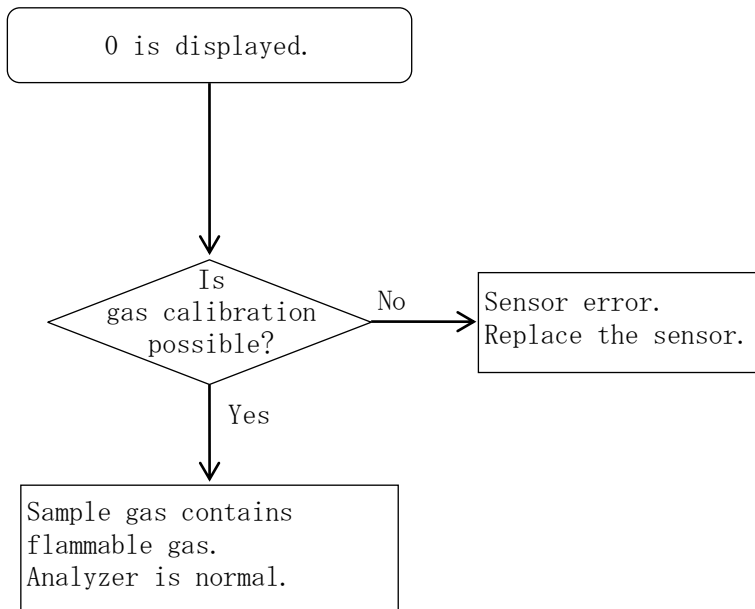 0 is displayed.
Is
gas calibration
possible?
No
Sensor error.
Replace the sensor.
Yes
Sample gas contains
flammable gas.
Analyzer is normal.